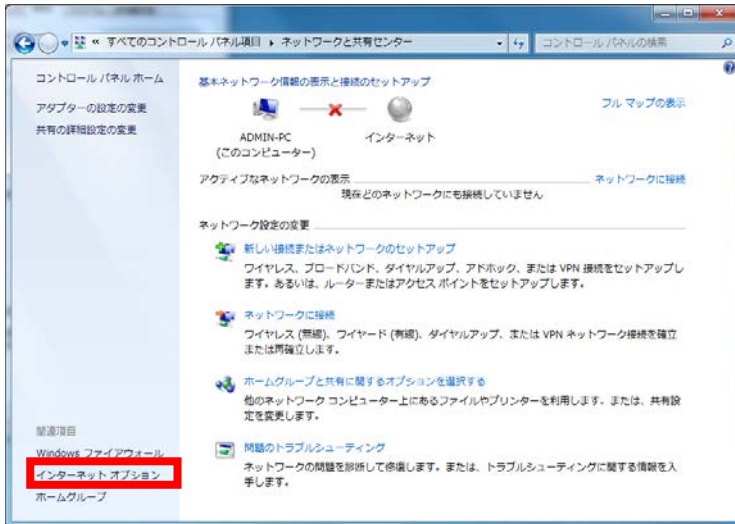 « すべてのコントロール パネル項目 ▸ ネットワークと共有センター
コントロール パネルの検索
コントロール パネル ホーム
アダプターの設定の変更
共有の詳細設定の変更
基本ネットワーク情報の表示と接続のセットアップ
フル マップの表示
ADMIN-PC
インターネット
(このコンピューター)
アクティブなネットワークの表示
ネットワークに接続
現在どのネットワークにも接続していません
ネットワーク設定の変更
新しい接続またはネットワークのセットアップ
ワイヤレス、ブロードバンド、ダイヤルアップ、アドホック、または VPN 接続をセットアップし
ます。あるいは、ルーターまたはアクセス ポイントをセットアップします。
ネットワークに接続
ワイヤレス (無線)、ワイヤード (有線)、ダイヤルアップ、または VPN ネットワーク接続を確立
または再確立します。
ホームグループと共有に関するオプションを選択する
他のネットワーク コンピューター上にあるファイルやプリンターを利用します。または、共有設
定を変更します。
問題のトラブルシューティング
ネットワークの問題を診断して修復します。または、トラブルシューティングに関する情報を入
手します。
関連項目
Windows ファイアウォール
インターネット オプション
ホームグループ